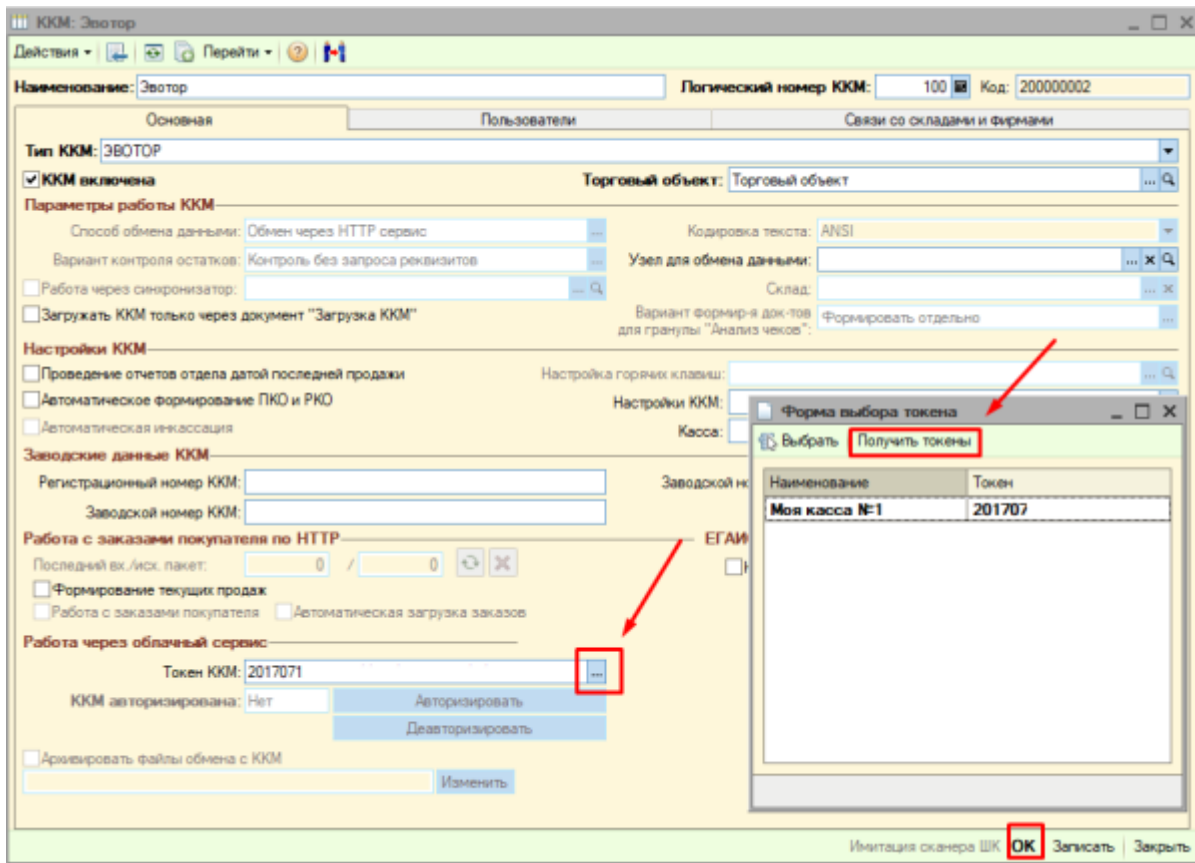 ККМ: Эвотор
Действия Перейти
Наименование: Эвотор Логический номер ККМ: 100 Код: 200000002
Основная Пользователи Связи со складами и фирмами
Тип ККМ: ЭВОТОР
ККМ включена Торговый объект: Торговый объект ...
Параметры работы ККМ
Способ обмена данными: Обмен через HTTP сервис ... Кодировка текста: ANSI
Вариант контроля остатков: Контроль без запроса реквизитов ... Узел для обмена данными: ... x
Работа через синхронизатор: ... Склад: ... x
Загружать ККМ только через документ "Загрузка ККМ" Вариант формир-я док-тов
для гранулы "Анализ чеков": Формировать отдельно ...
Настройки ККМ
Проведение отчетов отдела датой последней продажи Настройка горячих клавиш: ...
Автоматическое формирование ПКО и РКО Настройки ККМ:
Автоматическая инкассация Касса:
Форма выбора токена
Выбрать Получить токены
Наименование Токен
Моя касса №1 201707
Заводские данные ККМ
Регистрационный номер ККМ: Заводской но
Заводской номер ККМ:
Работа с заказами покупателя по HTTP ЕГАИ
Последний вх./исх. пакет: 0 / 0
Формирование текущих продаж
Работа с заказами покупателя Автоматическая загрузка заказов
Работа через облачный сервис
Токен ККМ: 2017071 ...
ККМ авторизирована: Нет Авторизировать
Деавторизировать
Архивировать файлы обмена с ККМ
Изменить
Имитация сканера ШК OK Записать Закрыть